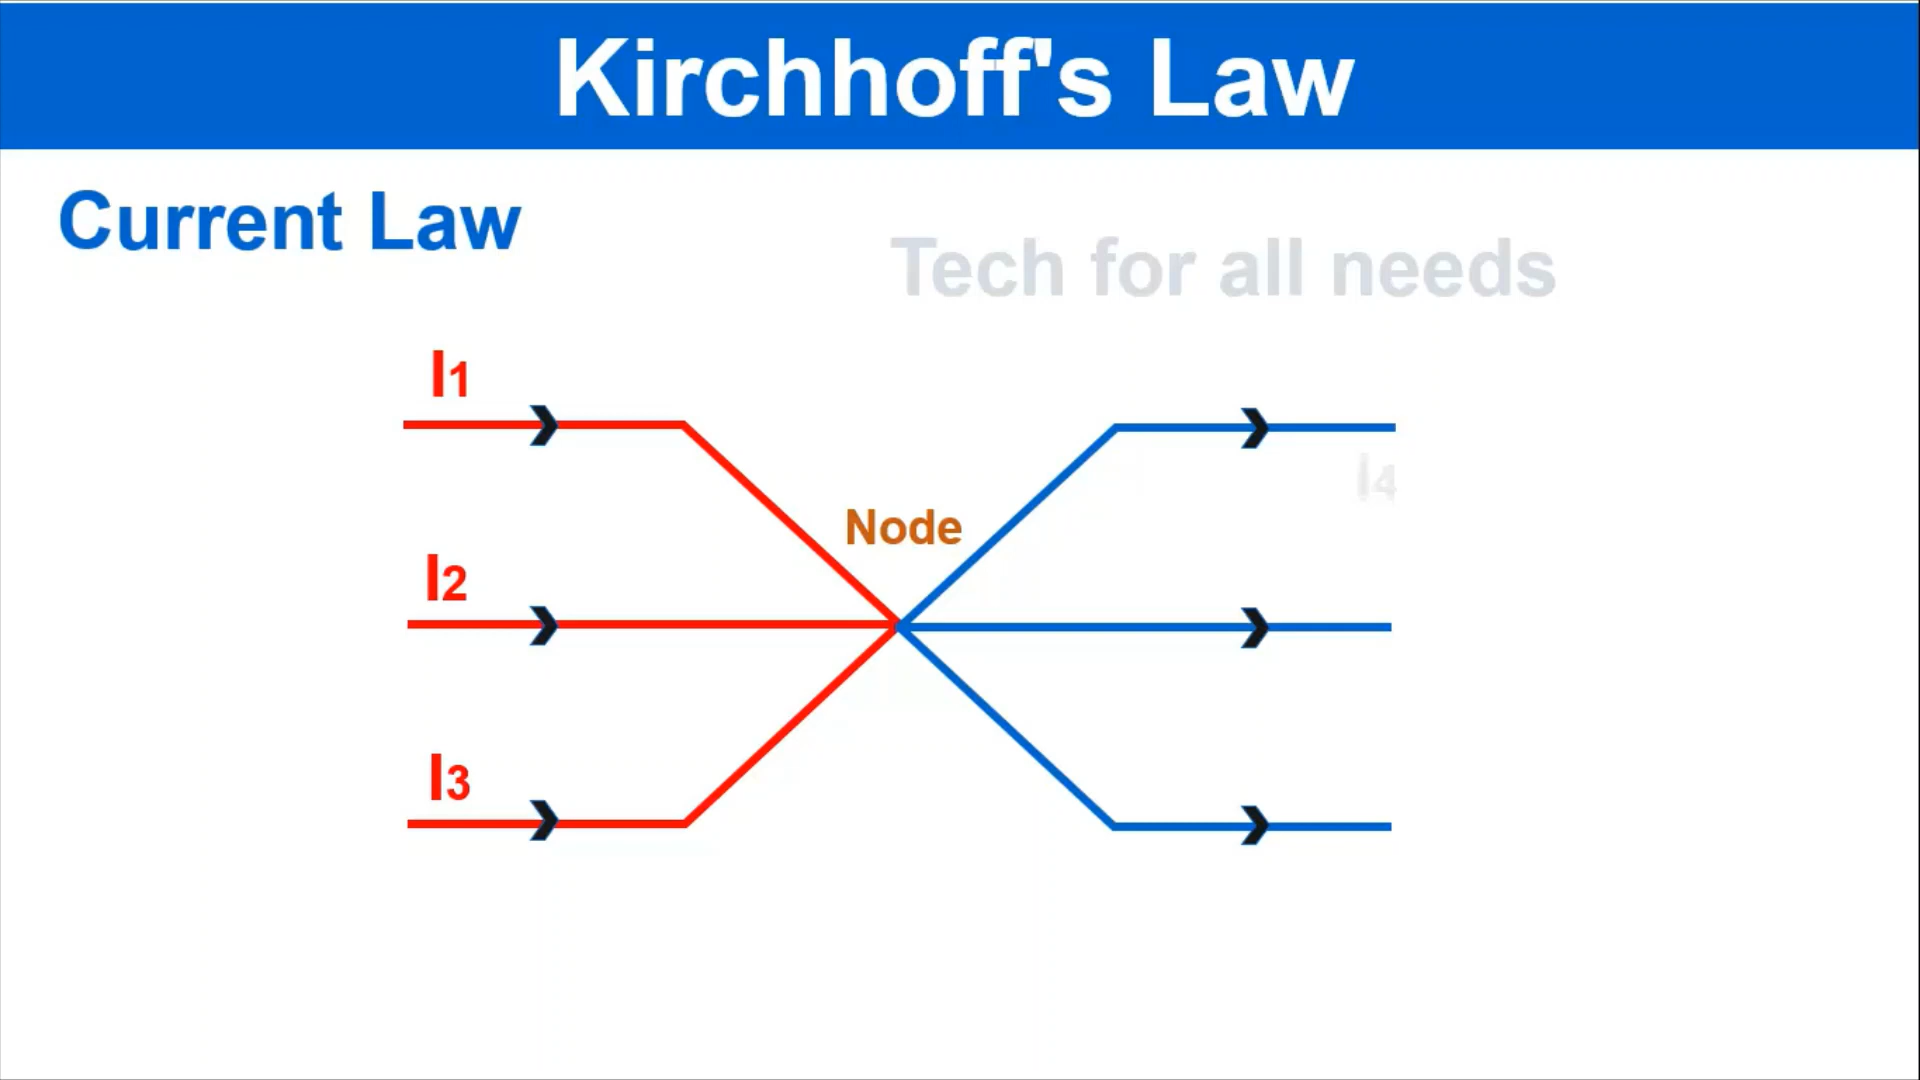 Kirchhoff's Law
Current Law
Tech for all needs
I1
I4
Node
I2
I3